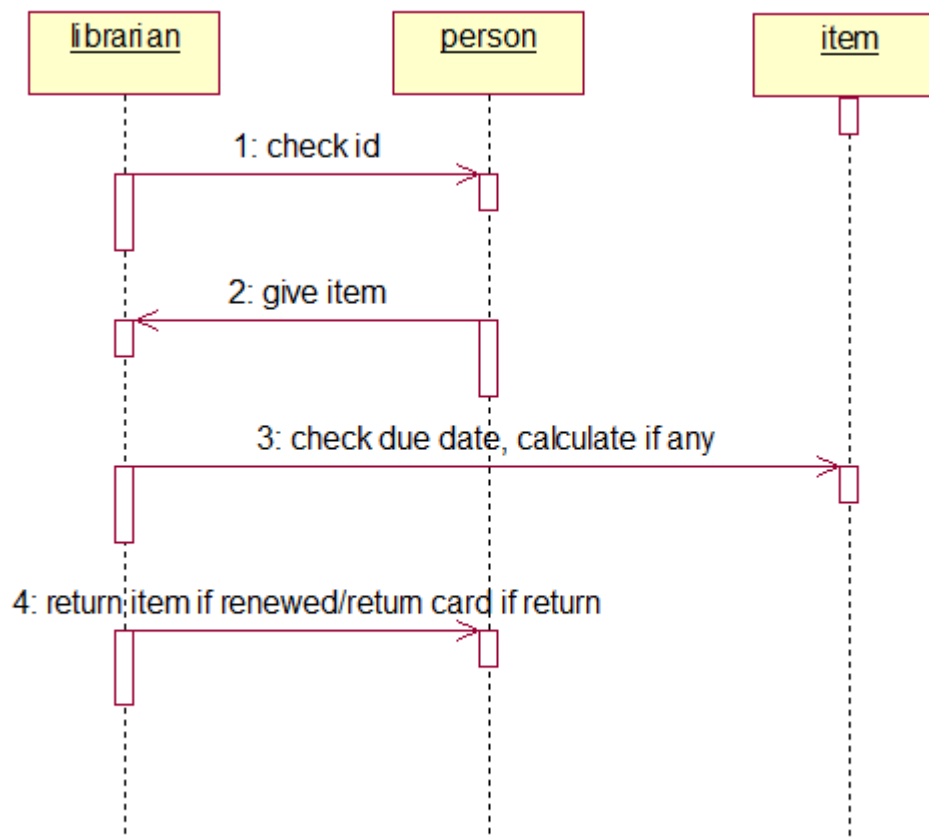 librarian
person
item
1: check id
2: give item
3: check due date, calculate if any
4: return item if renewed/return card if return